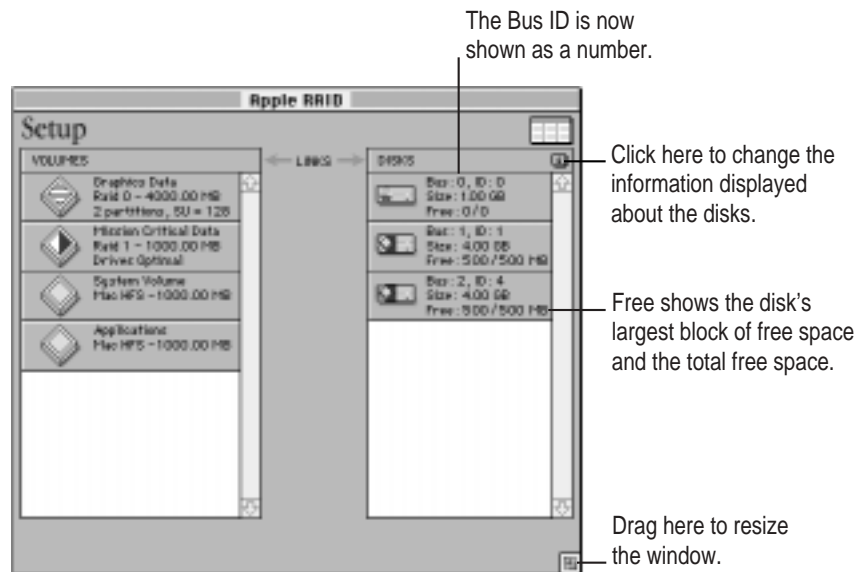 The Bus ID is now
shown as a number.
Apple RAID
Setup
VOLUMES
LINKS
DISKS
Graphics Data
Raid 0 – 4000.00 MB
2 partitions, SU = 128
Mission Critical Data
Raid 1 – 1000.00 MB
Drives Optimal
System Volume
Mac HFS – 1000.00 MB
Applications
Mac HFS – 1000.00 MB
Bus: 0, ID: 0
Size: 1.00 GB
Free: 0/0
Bus: 1, ID: 1
Size: 4.00 GB
Free: 500/500 MB
Bus: 2, ID: 4
Size: 4.00 GB
Free: 500/500 MB
Click here to change the
information displayed
about the disks.
Free shows the disk’s
largest block of free space
and the total free space.
Drag here to resize
the window.